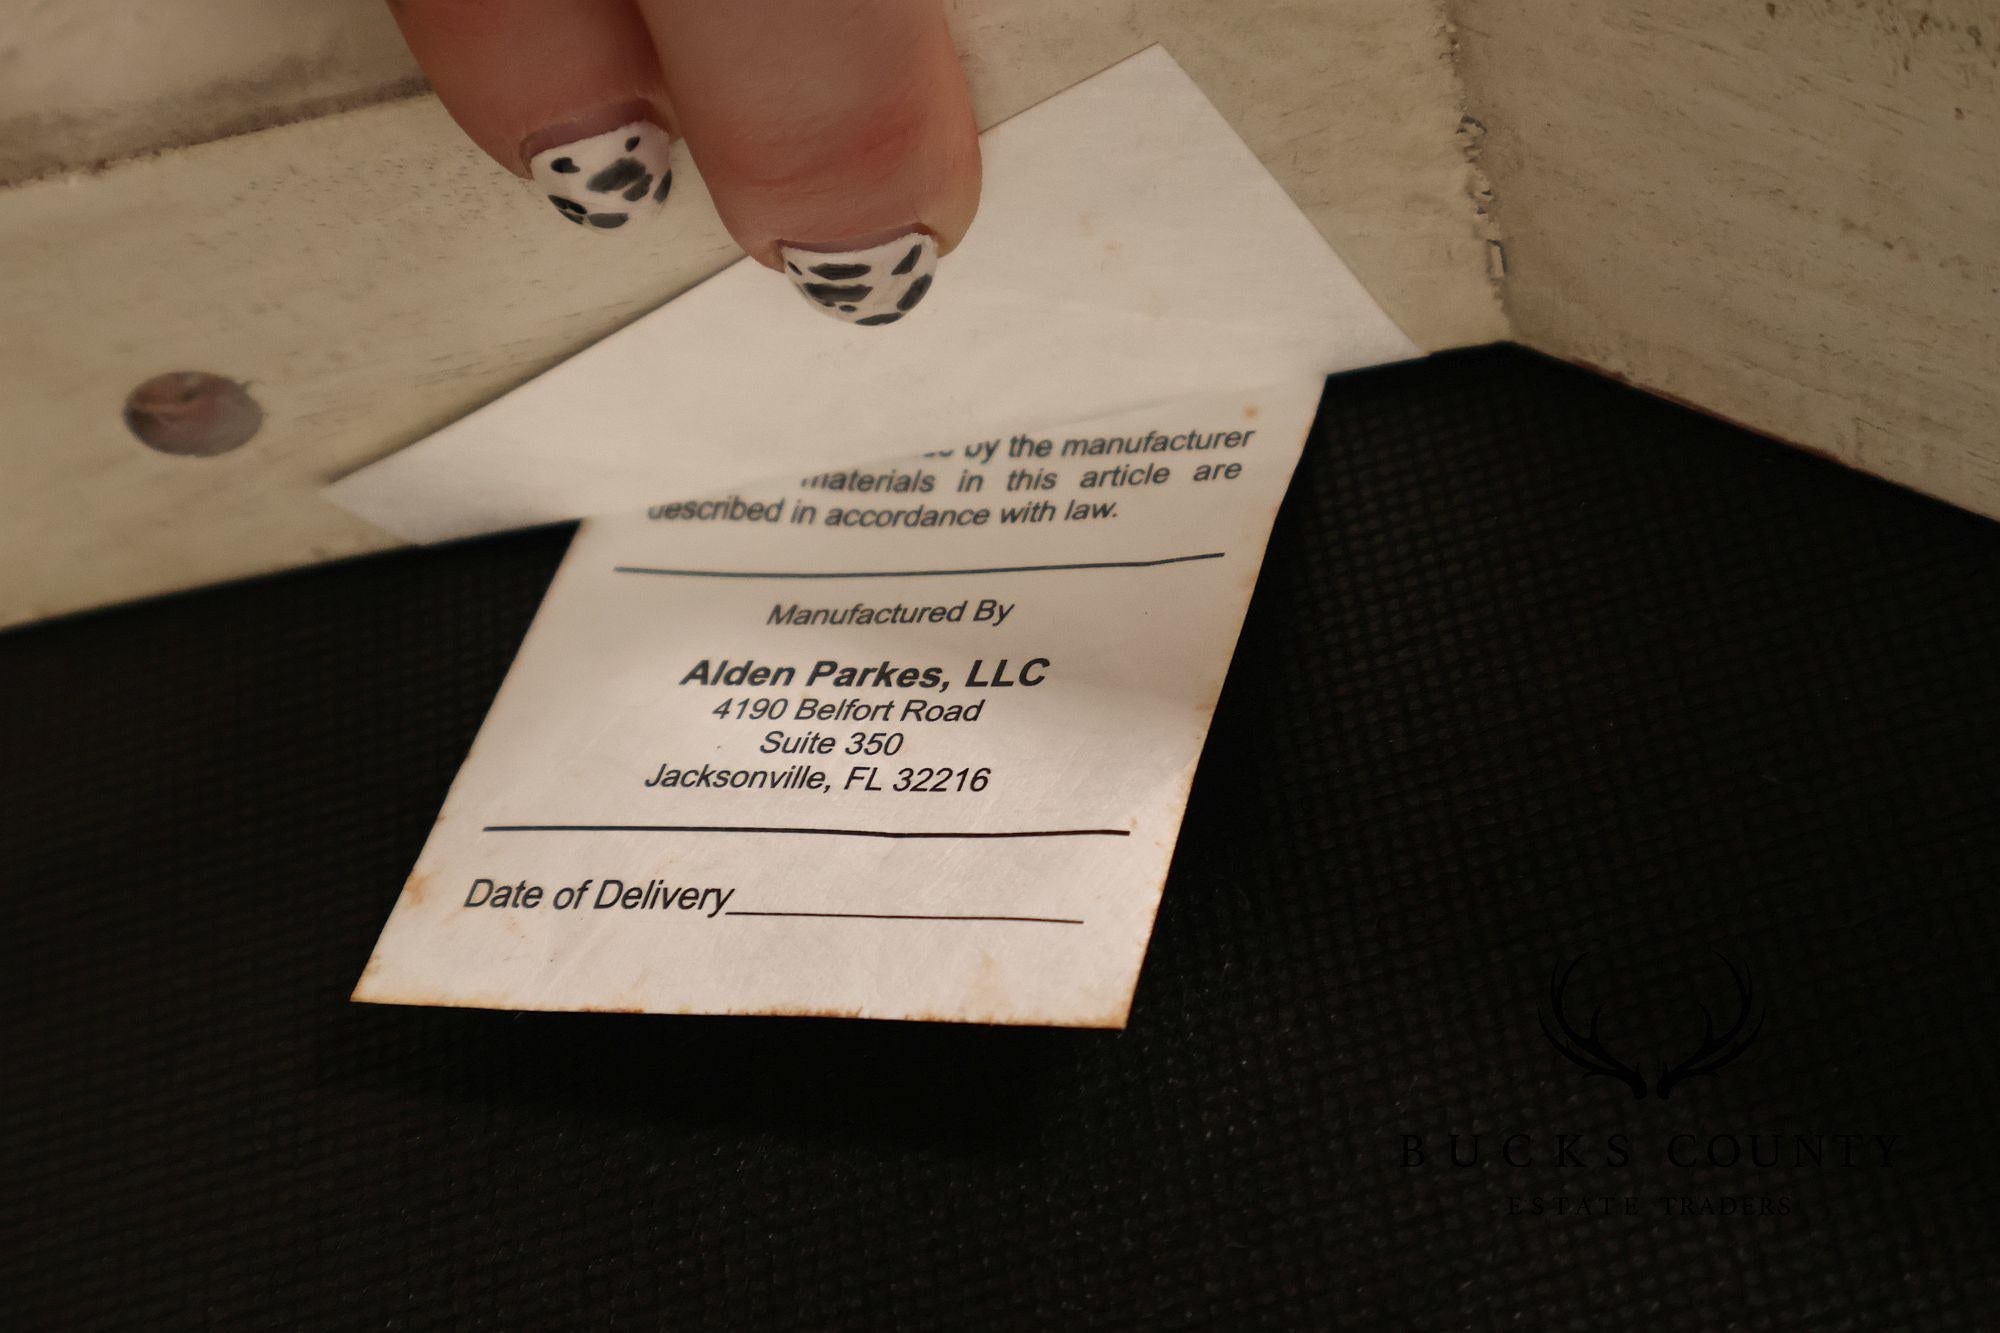 by the manufacturer
materials in this article are
described in accordance with law.
Manufactured By
Alden Parkes, LLC
4190 Belfort Road
Suite 350
Jacksonville, FL 32216
Date of Delivery
BUCKS COUNTY
ESTATE TRADERS